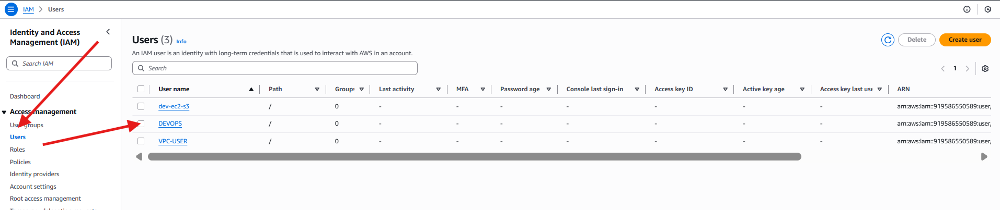 IAM > Users
Identity and Access
Management (IAM)
Search IAM
Dashboard
Access management
User groups
Users
Roles
Policies
Identity providers
Account settings
Root access management
Users (3) Info
An IAM user is an identity with long-term credentials that is used to interact with AWS in an account.
Delete
Create user
Search
1
User name Path Groups Last activity MFA Password age Console last sign-in Access key ID Active key age Access key last use ARN
dev-ec2-s3 / 0 - - - - - - - arn:aws:iam::919586550589:user/
DEVOPS / 0 - - - - - - - arn:aws:iam::919586550589:user/
VPC-USER / 0 - - - - - - - arn:aws:iam::919586550589:user/